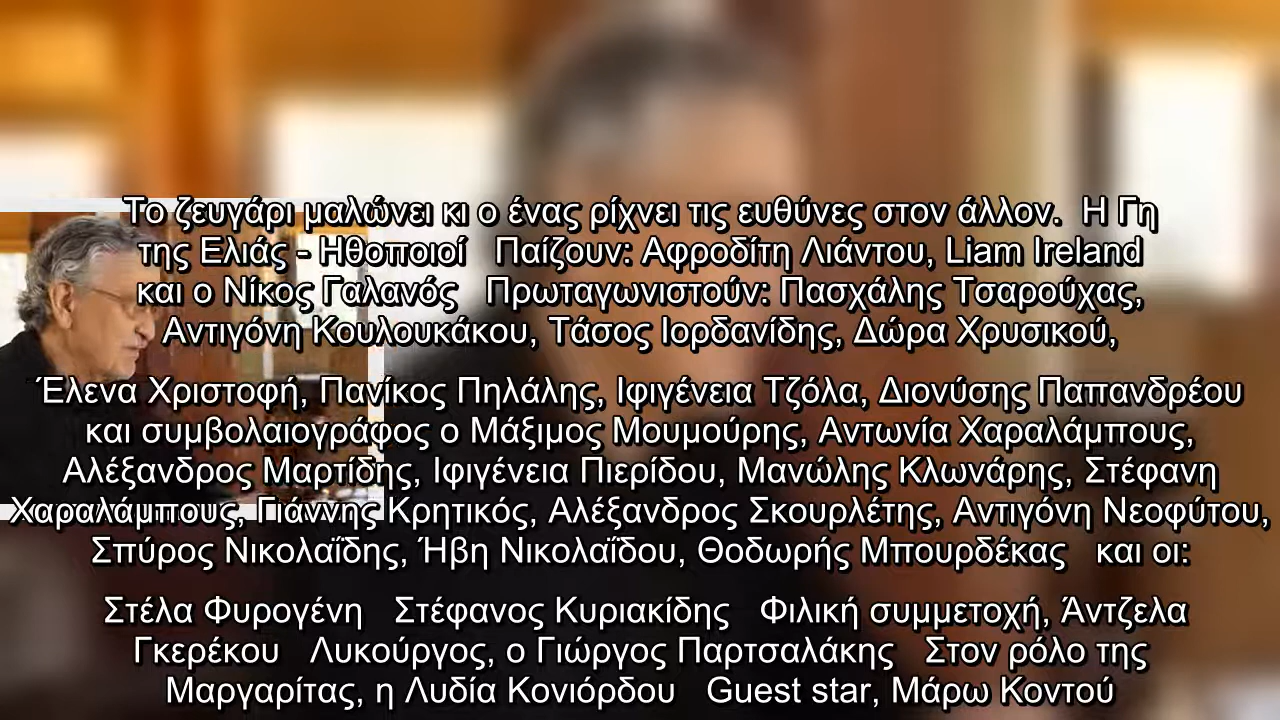 Το ζευγάρι μαλώνει κι ο ένας ρίχνει τις ευθύνες στον άλλον.  Η Γη
της Ελιάς - Ηθοποιοί   Παίζουν: Αφροδίτη Λιάντου, Liam Ireland
και ο Νίκος Γαλανός   Πρωταγωνιστούν: Πασχάλης Τσαρούχας,
Αντιγόνη Κουλουκάκου, Τάσος Ιορδανίδης, Δώρα Χρυσικού,
Έλενα Χριστοφή, Πανίκος Πηλάλης, Ιφιγένεια Τζόλα, Διονύσης Παπανδρέου
και συμβολαιογράφος ο Μάξιμος Μουμούρης, Αντωνία Χαραλάμπους,
Αλέξανδρος Μαρτίδης, Ιφιγένεια Πιερίδου, Μανώλης Κλωνάρης, Στέφανη
Χαραλάμπους, Γιάννης Κρητικός, Αλέξανδρος Σκουρλέτης, Αντιγόνη Νεοφύτου,
Σπύρος Νικολαΐδης, Ήβη Νικολαΐδου, Θοδωρής Μπουρδέκας   και οι:
Στέλα Φυρογένη   Στέφανος Κυριακίδης   Φιλική συμμετοχή, Άντζελα
Γκερέκου   Λυκούργος, ο Γιώργος Παρτσαλάκης   Στον ρόλο της
Μαργαρίτας, η Λυδία Κονιόρδου   Guest star, Μάρω Κοντού